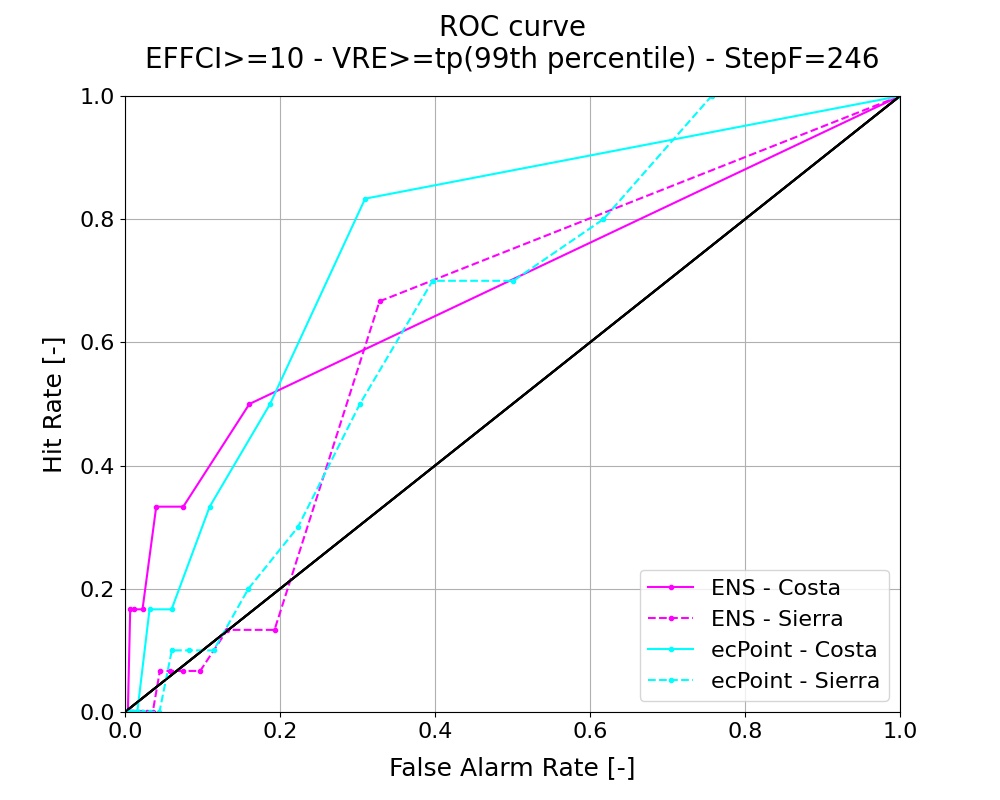 ROC curve
EFFCI>=10 - VRE>=tp(99th percentile) - StepF=246
1.0
0.8
0.6
0.4
0.2
0.0
Hit Rate [-]
ENS - Costa
ENS - Sierra
ecPoint - Costa
ecPoint - Sierra
0.0 0.2 0.4 0.6 0.8 1.0
False Alarm Rate [-]